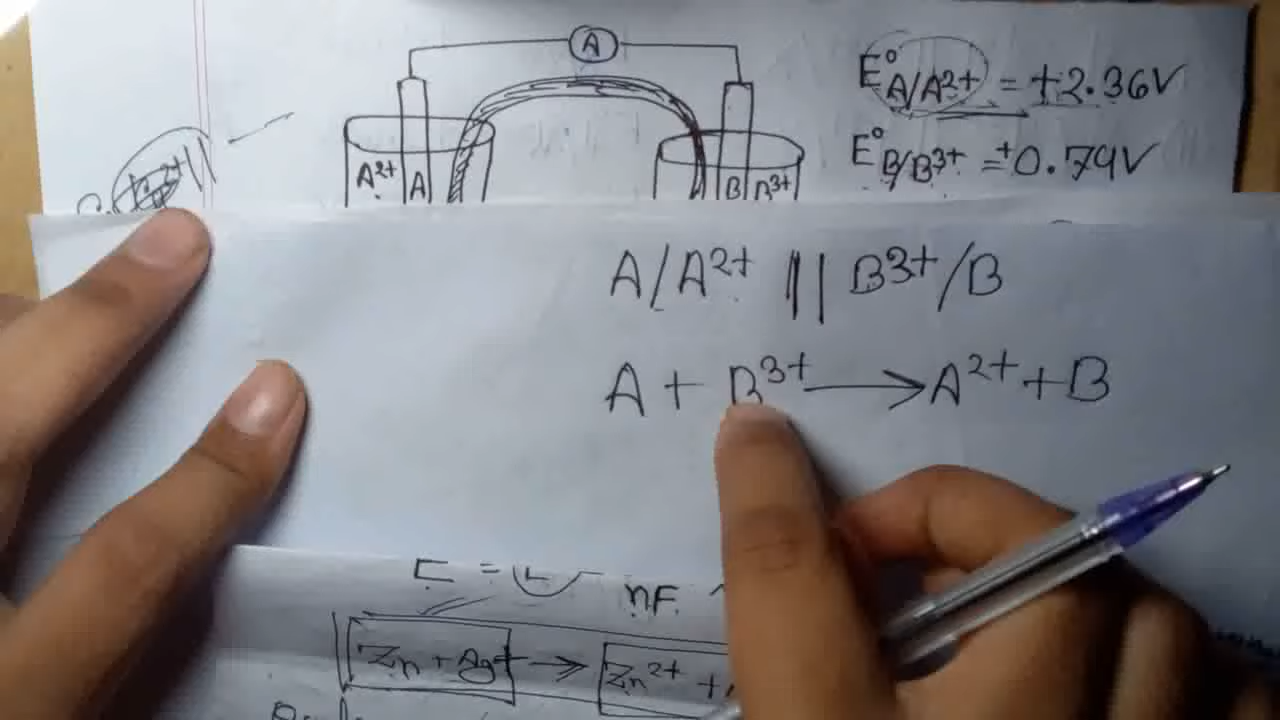 A
E°A/A²⁺ = +2.36V
E°B/B³⁺ = +0.79V
A²⁺ A
B B³⁺
A/A²⁺ || B³⁺/B
A + B³⁺ ⟶ A²⁺ + B
nF
Zn + Ag⁺ → Zn²⁺ +